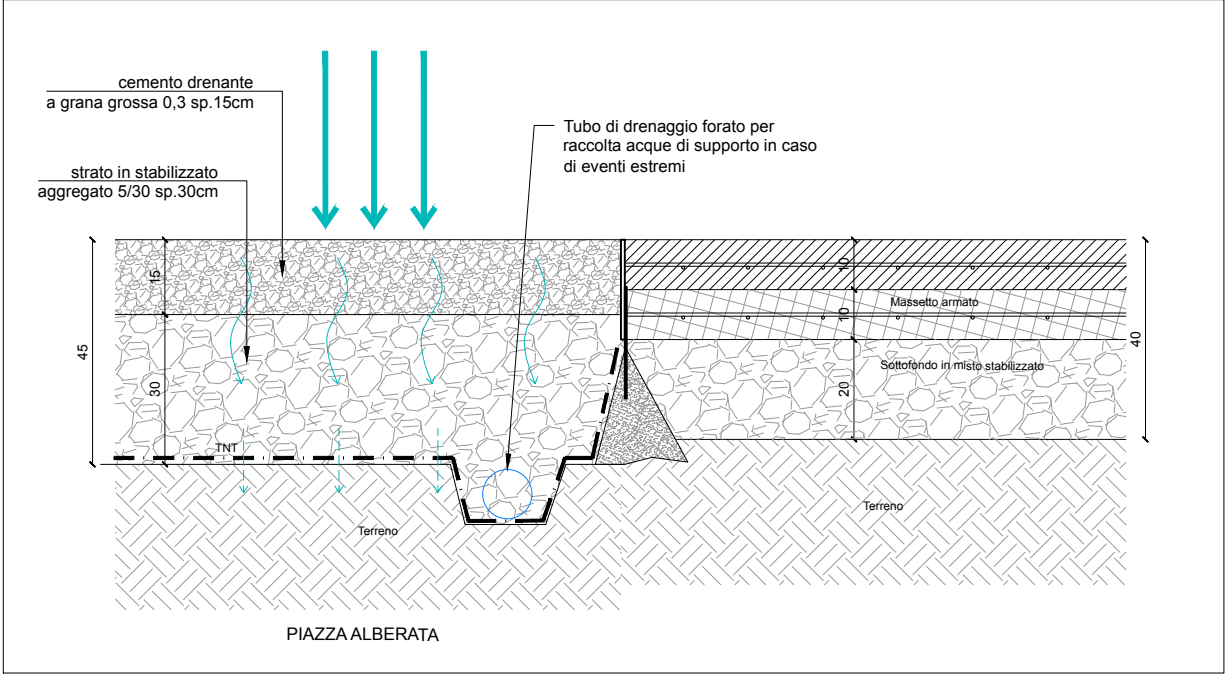 cemento drenante
a grana grossa 0,3 sp.15cm
strato in stabilizzato
aggregato 5/30 sp.30cm
Tubo di drenaggio forato per
raccolta acque di supporto in caso
di eventi estremi
45
15
30
TNT
Terreno
10
Massetto armato
10
Sottofondo in misto stabilizzato
20
40
Terreno
PIAZZA ALBERATA